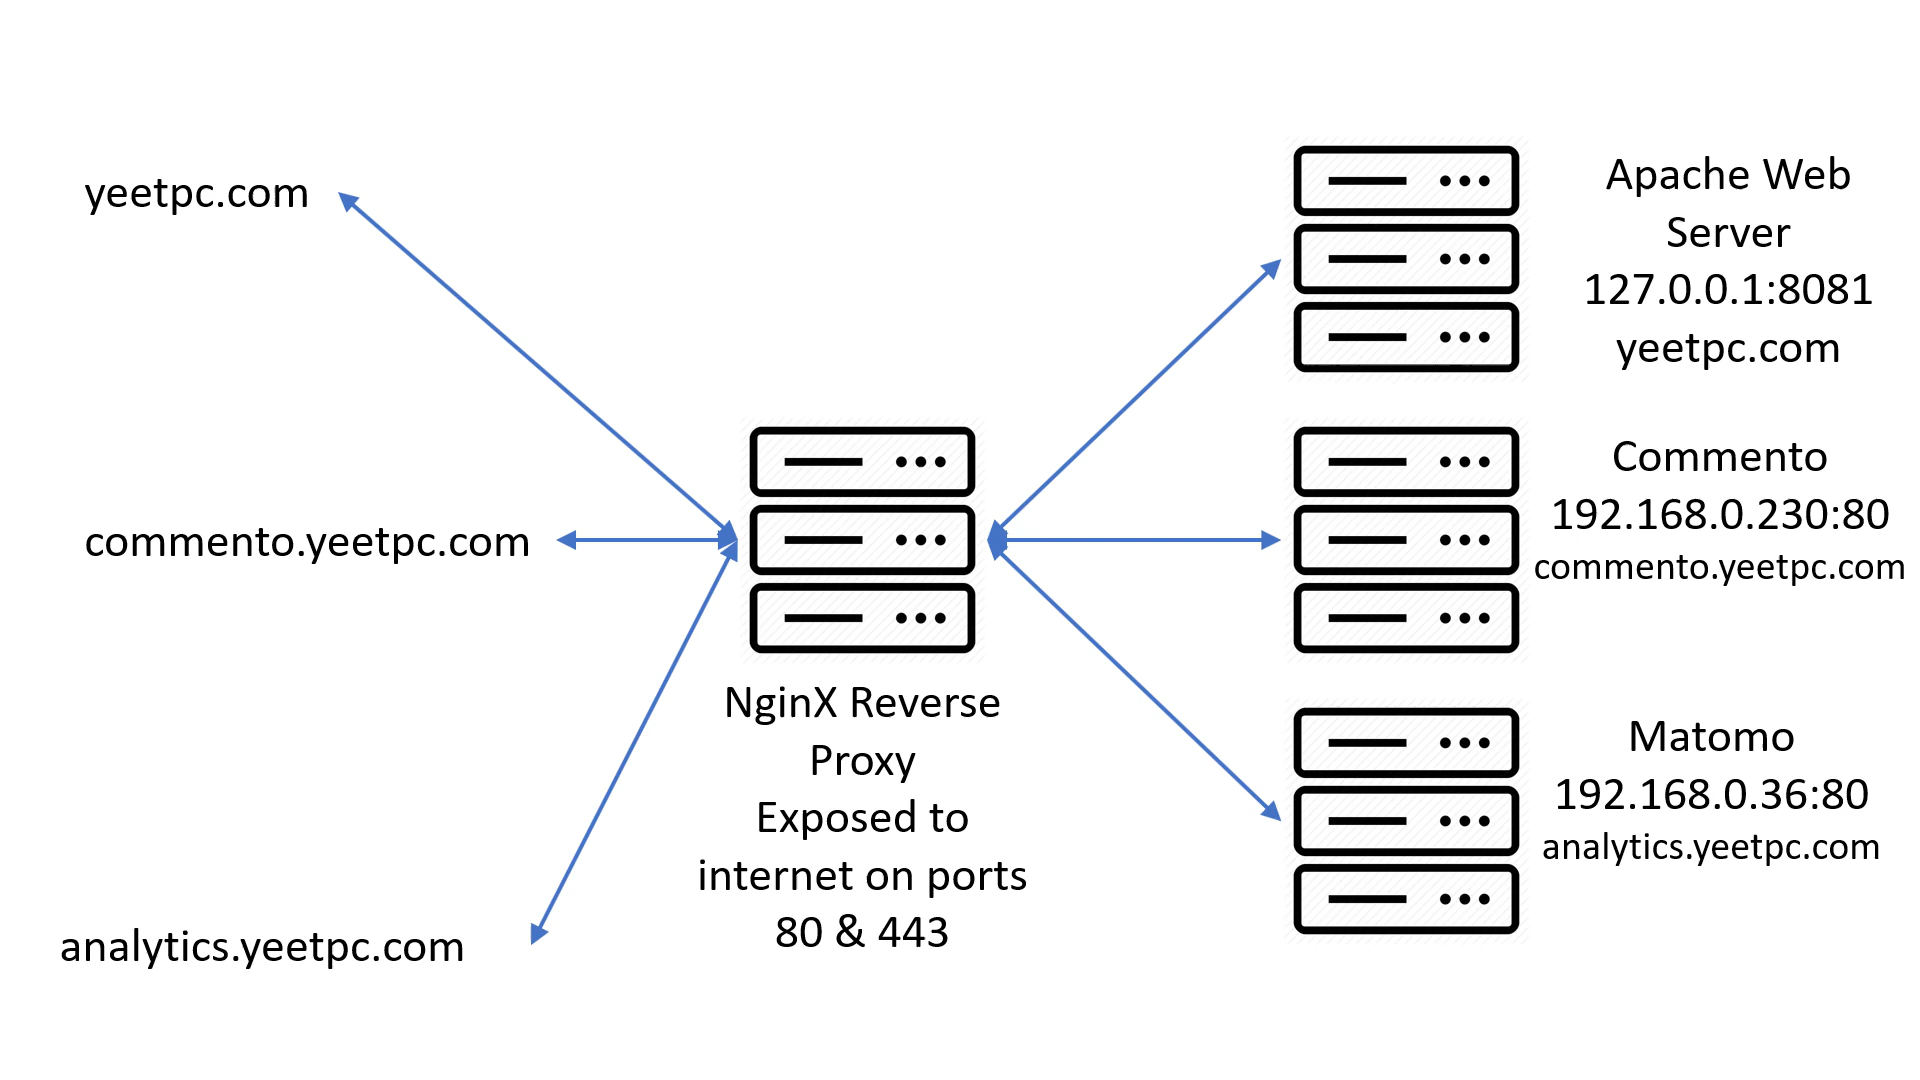 yeetpc.com
commento.yeetpc.com
analytics.yeetpc.com
NginX Reverse
Proxy
Exposed to
internet on ports
80 & 443
Apache Web
Server
127.0.0.1:8081
yeetpc.com
Commento
192.168.0.230:80
commento.yeetpc.com
Matomo
192.168.0.36:80
analytics.yeetpc.com